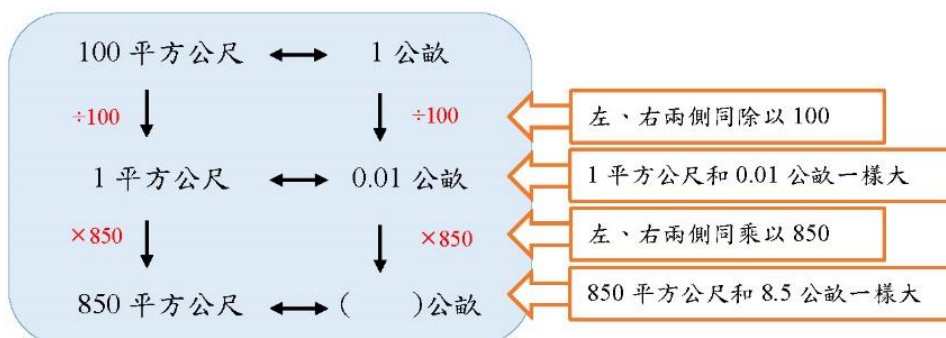 100 平方公尺 ⟷ 1 公畝
÷100 ÷100
左、右兩側同除以 100
1 平方公尺 ⟷ 0.01 公畝
1 平方公尺和 0.01 公畝一樣大
×850 ×850
左、右兩側同乘以 850
850 平方公尺 ⟷ ( )公畝
850 平方公尺和 8.5 公畝一樣大